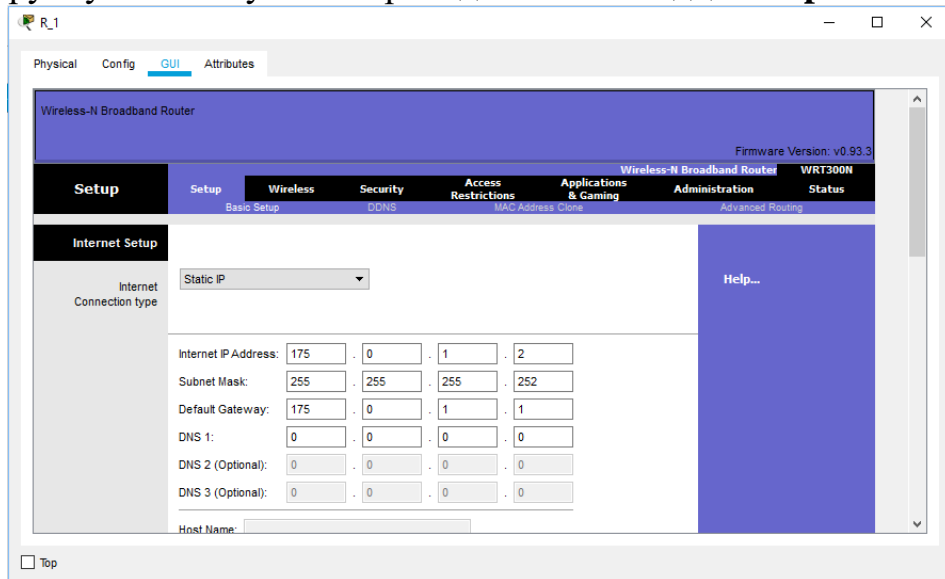 R_1
Physical Config GUI Attributes
Wireless-N Broadband Router
Firmware Version: v0.93.3
Wireless-N Broadband Router WRT300N
Setup
Setup Wireless Security Access Restrictions Applications & Gaming Administration Status
Basic Setup DDNS MAC Address Clone Advanced Routing
Internet Setup
Internet
Connection type
Static IP
Help...
Internet IP Address: 175 . 0 . 1 . 2
Subnet Mask: 255 . 255 . 255 . 252
Default Gateway: 175 . 0 . 1 . 1
DNS 1: 0 . 0 . 0 . 0
DNS 2 (Optional): 0 . 0 . 0 . 0
DNS 3 (Optional): 0 . 0 . 0 . 0
Host Name:
Top